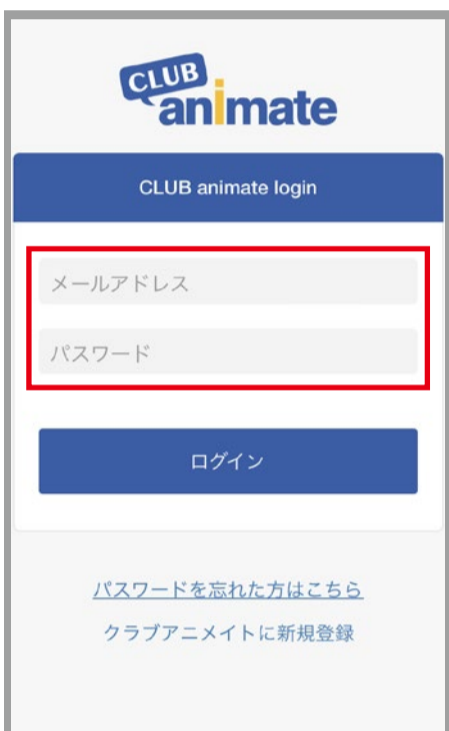 CLUB
animate
CLUB animate login
メールアドレス
パスワード
ログイン
パスワードを忘れた方はこちら
クラブアニメイトに新規登録